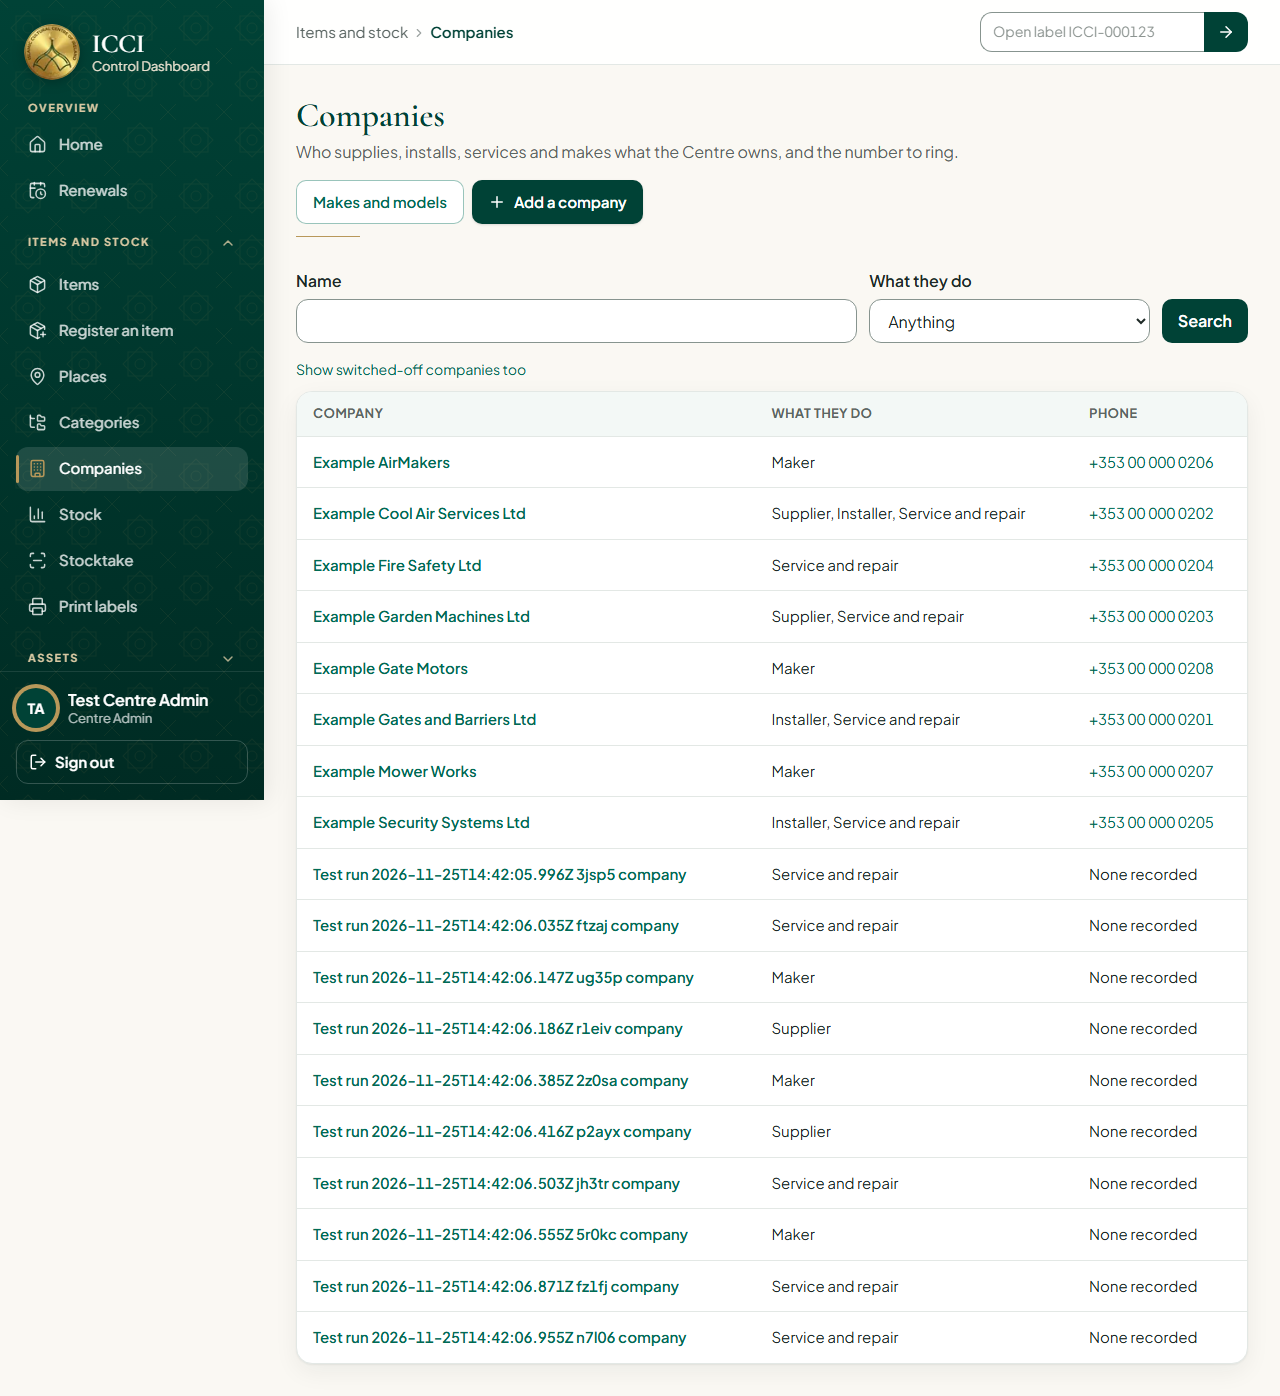 ICCI
Control Dashboard
OVERVIEW
Home
Renewals
ITEMS AND STOCK
Items
Register an item
Places
Categories
Companies
Stock
Stocktake
Print labels
ASSETS
TA
Test Centre Admin
Centre Admin
Sign out
Items and stock > Companies
Open label ICCI-000123
Companies
Who supplies, installs, services and makes what the Centre owns, and the number to ring.
Makes and models
+ Add a company
Name
What they do
Anything
Search
Show switched-off companies too
COMPANY WHAT THEY DO PHONE
Example AirMakers Maker +353 00 000 0206
Example Cool Air Services Ltd Supplier, Installer, Service and repair +353 00 000 0202
Example Fire Safety Ltd Service and repair +353 00 000 0204
Example Garden Machines Ltd Supplier, Service and repair +353 00 000 0203
Example Gate Motors Maker +353 00 000 0208
Example Gates and Barriers Ltd Installer, Service and repair +353 00 000 0201
Example Mower Works Maker +353 00 000 0207
Example Security Systems Ltd Installer, Service and repair +353 00 000 0205
Test run 2026-11-25T14:42:05.996Z 3jsp5 company Service and repair None recorded
Test run 2026-11-25T14:42:06.035Z ftzaj company Service and repair None recorded
Test run 2026-11-25T14:42:06.147Z ug35p company Maker None recorded
Test run 2026-11-25T14:42:06.186Z r1eiv company Supplier None recorded
Test run 2026-11-25T14:42:06.385Z 2z0sa company Maker None recorded
Test run 2026-11-25T14:42:06.416Z p2ayx company Supplier None recorded
Test run 2026-11-25T14:42:06.503Z jh3tr company Service and repair None recorded
Test run 2026-11-25T14:42:06.555Z 5r0kc company Maker None recorded
Test run 2026-11-25T14:42:06.871Z fz1fj company Service and repair None recorded
Test run 2026-11-25T14:42:06.955Z n7l06 company Service and repair None recorded